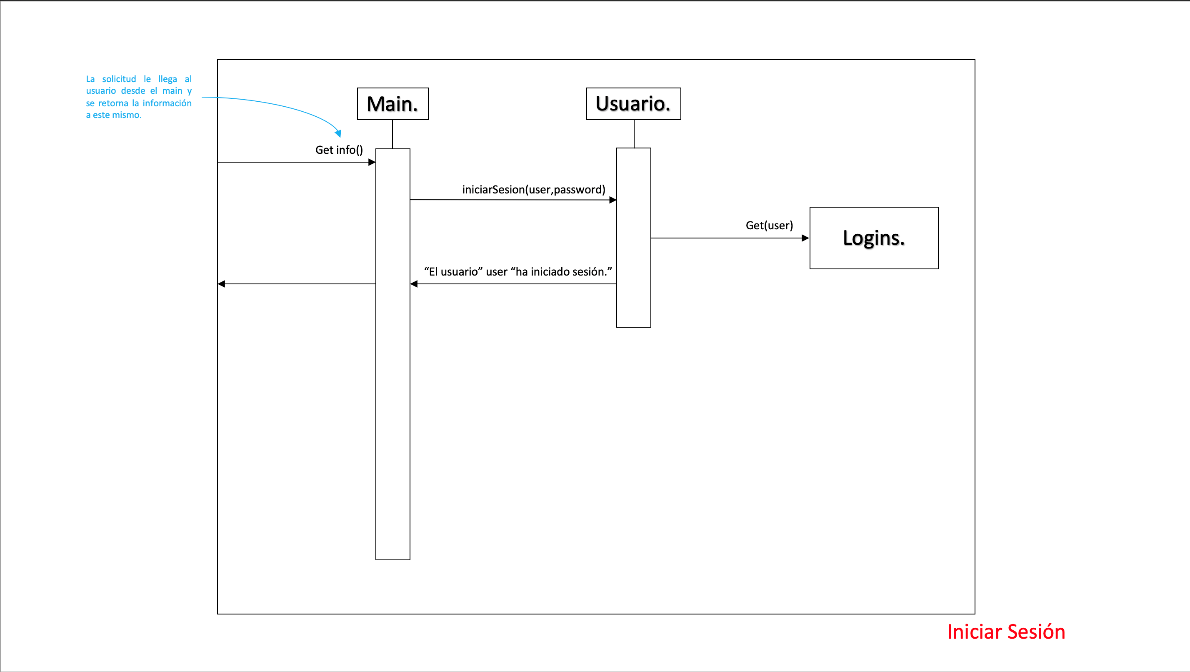 La solicitud le llega al
usuario desde el main y
se retorna la información
a este mismo.
Main.
Usuario.
Get info()
iniciarSesion(user,password)
Get(user)
Logins.
“El usuario” user “ha iniciado sesión.”
Iniciar Sesión